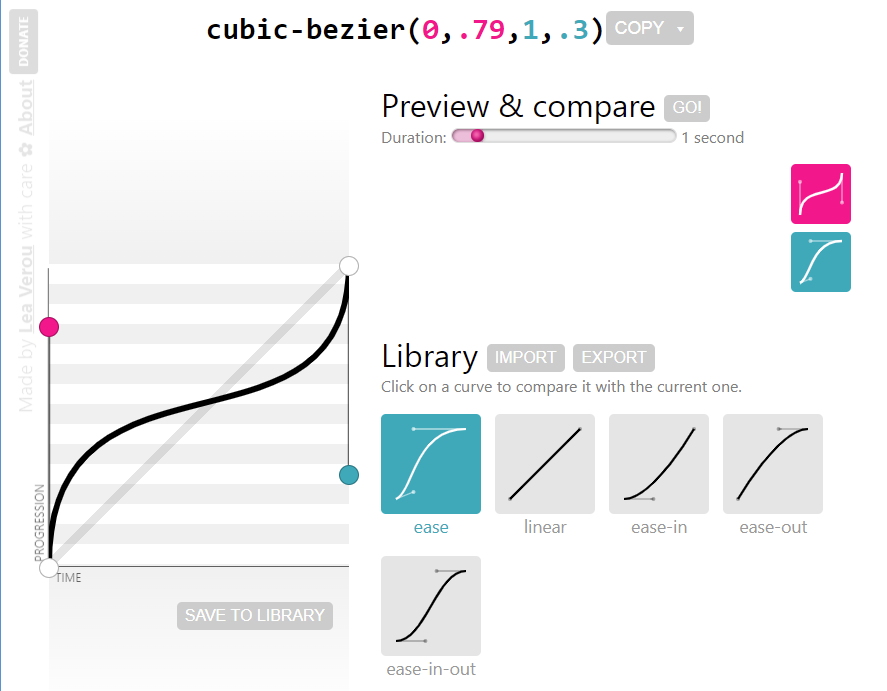 DONATE
Made by Lea Verou with care ✿ About
cubic-bezier(0,.79,1,.3)
COPY
Preview & compare
GO!
Duration:
1 second
Library
IMPORT
EXPORT
Click on a curve to compare it with the current one.
ease
linear
ease-in
ease-out
ease-in-out
PROGRESSION
TIME
SAVE TO LIBRARY